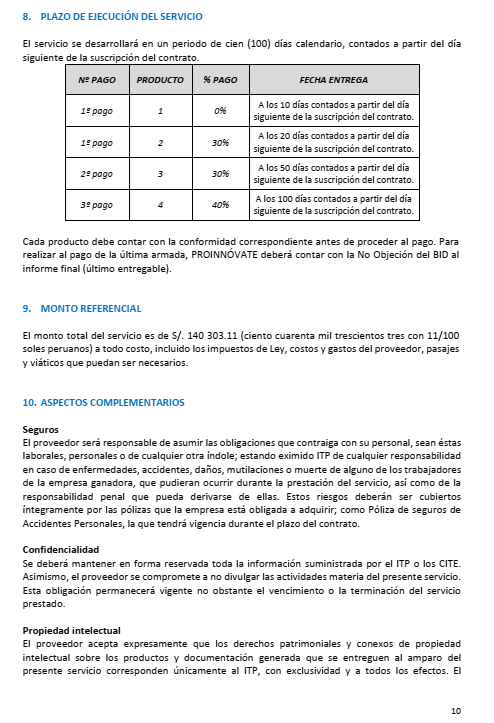 8. PLAZO DE EJECUCIÓN DEL SERVICIO
El servicio se desarrollará en un periodo de cien (100) días calendario, contados a partir del día
siguiente de la suscripción del contrato.
Nº PAGO PRODUCTO % PAGO FECHA ENTREGA
1º pago 1 0% A los 10 días contados a partir del día
siguiente de la suscripción del contrato.
1º pago 2 30% A los 20 días contados a partir del día
siguiente de la suscripción del contrato.
2º pago 3 30% A los 50 días contados a partir del día
siguiente de la suscripción del contrato.
3º pago 4 40% A los 100 días contados a partir del día
siguiente de la suscripción del contrato.
Cada producto debe contar con la conformidad correspondiente antes de proceder al pago. Para
realizar al pago de la última armada, PROINNÓVATE deberá contar con la No Objeción del BID al
informe final (último entregable).
9. MONTO REFERENCIAL
El monto total del servicio es de S/. 140 303.11 (ciento cuarenta mil trescientos tres con 11/100
soles peruanos) a todo costo, incluido los impuestos de Ley, costos y gastos del proveedor, pasajes
y viáticos que puedan ser necesarios.
10. ASPECTOS COMPLEMENTARIOS
Seguros
El proveedor será responsable de asumir las obligaciones que contraiga con su personal, sean éstas
laborales, personales o de cualquier otra índole; estando eximido ITP de cualquier responsabilidad
en caso de enfermedades, accidentes, daños, mutilaciones o muerte de alguno de los trabajadores
de la empresa ganadora, que pudieran ocurrir durante la prestación del servicio, así como de la
responsabilidad penal que pueda derivarse de ellas. Estos riesgos deberán ser cubiertos
íntegramente por las pólizas que la empresa está obligada a adquirir; como Póliza de seguros de
Accidentes Personales, la que tendrá vigencia durante el plazo del contrato.
Confidencialidad
Se deberá mantener en forma reservada toda la información suministrada por el ITP o los CITE.
Asimismo, el proveedor se compromete a no divulgar las actividades materia del presente servicio.
Esta obligación permanecerá vigente no obstante el vencimiento o la terminación del servicio
prestado.
Propiedad intelectual
El proveedor acepta expresamente que los derechos patrimoniales y conexos de propiedad
intelectual sobre los productos y documentación generada que se entreguen al amparo del
presente servicio corresponden únicamente al ITP, con exclusividad y a todos los efectos. El
10